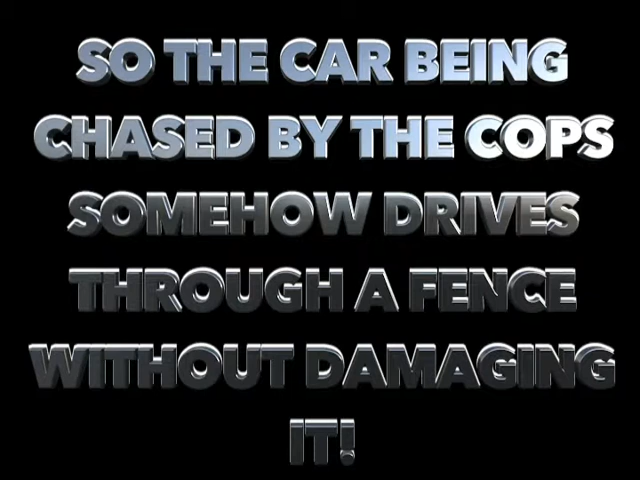 SO THE CAR BEING
CHASED BY THE COPS
SOMEHOW DRIVES
THROUGH A FENCE
WITHOUT DAMAGING
IT!